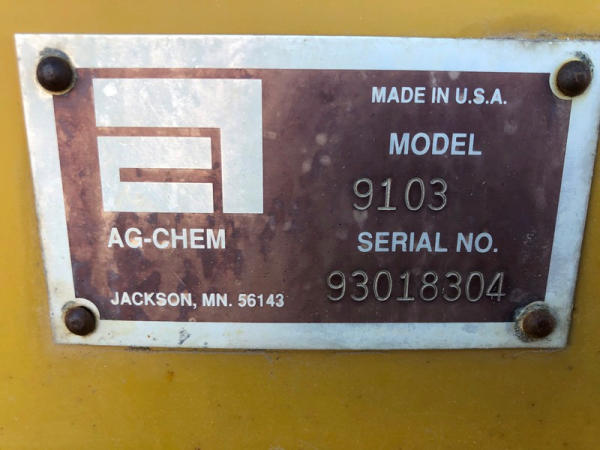 MADE IN U.S.A.
MODEL
9103
AG-CHEM
SERIAL NO.
JACKSON, MN. 56143
93018304